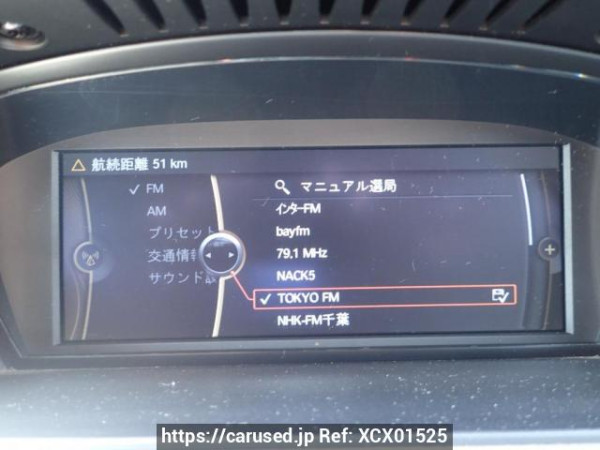 航続距離 51 km
✓ FM
AM
プリセット
交通情報
サウンド
マニュアル選局
インターFM
bayfm
79.1 MHz
NACK5
✓ TOKYO FM
NHK-FM千葉
https://carused.jp Ref: XCX01525